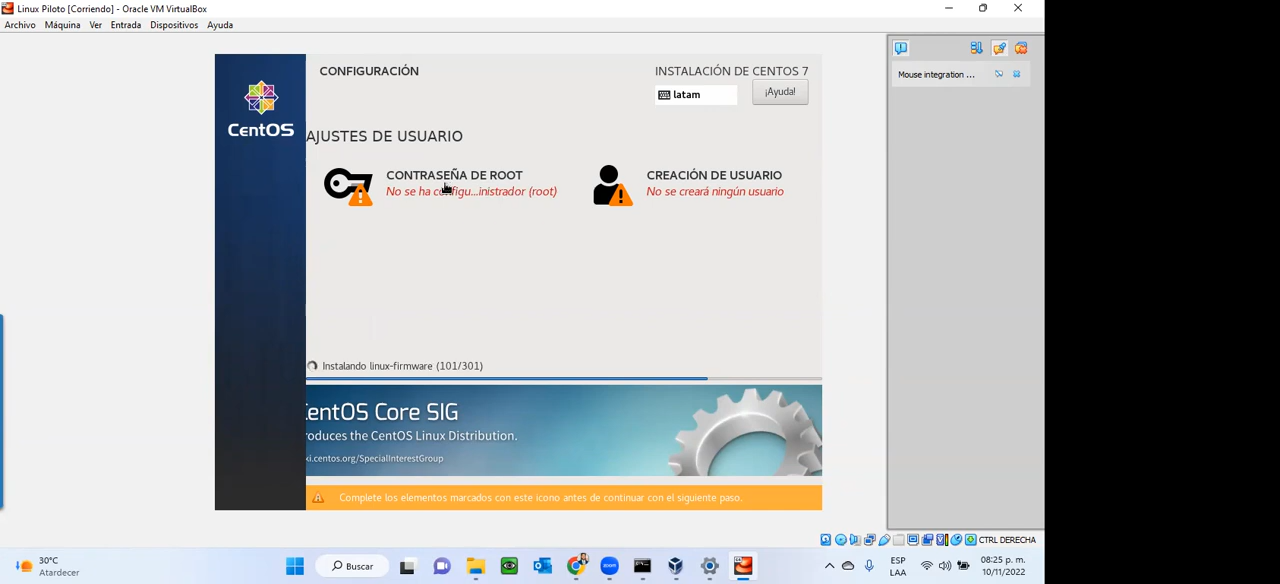 Linux Piloto [Corriendo] - Oracle VM VirtualBox
Archivo Máquina Ver Entrada Dispositivos Ayuda
Mouse integration ...
CentOS
CONFIGURACIÓN
INSTALACIÓN DE CENTOS 7
latam
¡Ayuda!
AJUSTES DE USUARIO
CONTRASEÑA DE ROOT
No se ha configu...inistrador (root)
CREACIÓN DE USUARIO
No se creará ningún usuario
Instalando linux-firmware (101/301)
CentOS Core SIG
roduces the CentOS Linux Distribution.
ki.centos.org/SpecialInterestGroup
Complete los elementos marcados con este icono antes de continuar con el siguiente paso.
CTRL DERECHA
30°C
Atardecer
Buscar
zoom
ESP
LAA
08:25 p. m.
10/11/2022